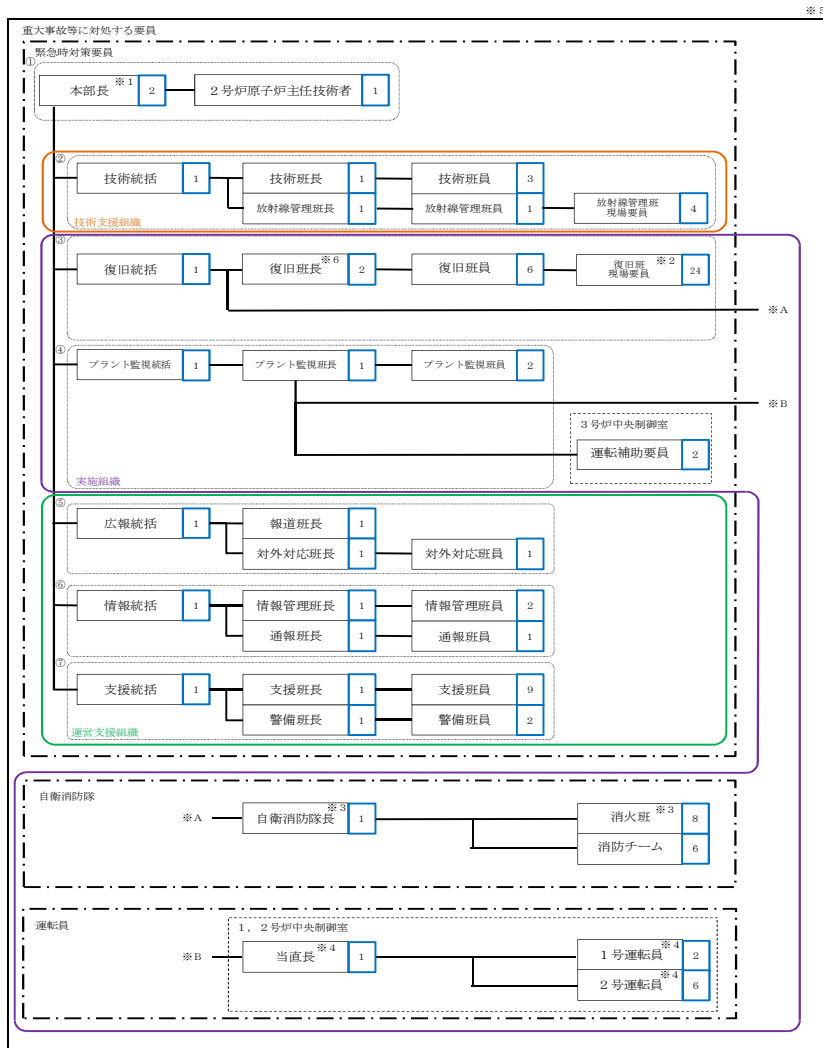 ※5
重大事故等に対処する要員
緊急時対策要員
①
本部長 ※1 2 2号炉原子炉主任技術者 1
②
技術統括 1 技術班長 1 技術班員 3
放射線管理班長 1 放射線管理班員 1 放射線管理班 現場要員 4
技術支援組織
③
復旧統括 1 復旧班長 ※6 2 復旧班員 6 復旧班 現場要員 ※2 24
※A
④
プラント監視統括 1 プラント監視班長 1 プラント監視班員 2
※B
3号炉中央制御室
運転補助要員 2
実施組織
⑤
広報統括 1 報道班長 1
対外対応班長 1 対外対応班員 1
⑥
情報統括 1 情報管理班長 1 情報管理班員 2
通報班長 1 通報班員 1
⑦
支援統括 1 支援班長 1 支援班員 9
警備班長 1 警備班員 2
運営支援組織
自衛消防隊
※A 自衛消防隊長 ※3 1 消火班 ※3 8
消防チーム 6
運転員
1，2号炉中央制御室
※B 当直長 ※4 1 1号運転員 ※4 2
2号運転員 ※4 6